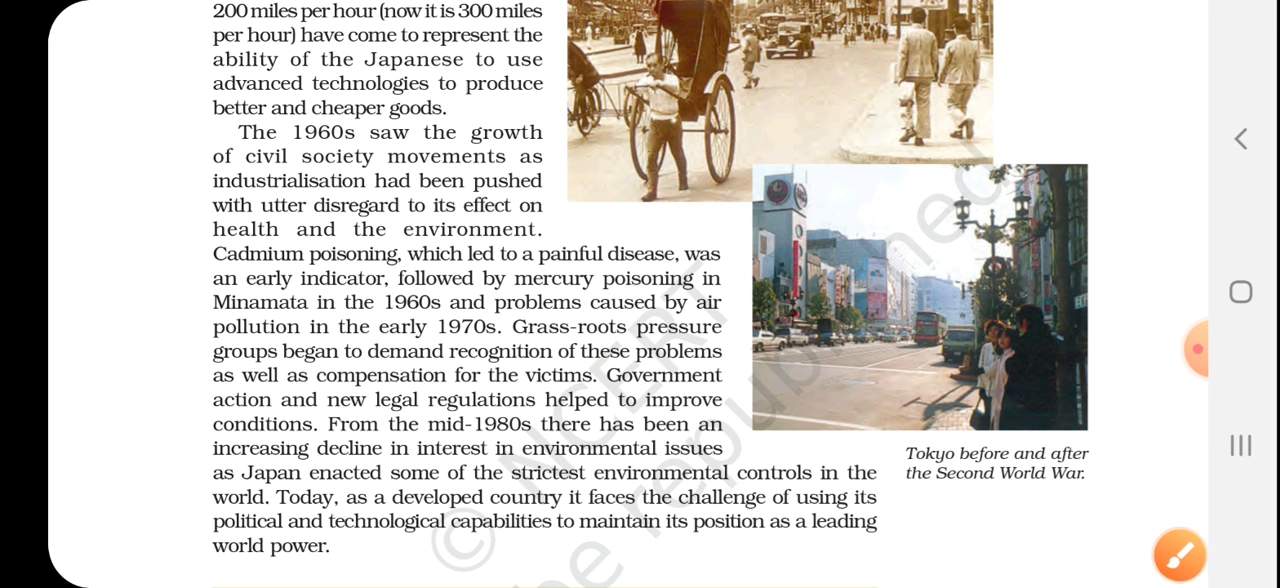 200 miles per hour (now it is 300 miles
per hour) have come to represent the
ability of the Japanese to use
advanced technologies to produce
better and cheaper goods.
The 1960s saw the growth
of civil society movements as
industrialisation had been pushed
with utter disregard to its effect on
health and the environment.
Cadmium poisoning, which led to a painful disease, was
an early indicator, followed by mercury poisoning in
Minamata in the 1960s and problems caused by air
pollution in the early 1970s. Grass-roots pressure
groups began to demand recognition of these problems
as well as compensation for the victims. Government
action and new legal regulations helped to improve
conditions. From the mid-1980s there has been an
increasing decline in interest in environmental issues
as Japan enacted some of the strictest environmental controls in the
world. Today, as a developed country it faces the challenge of using its
political and technological capabilities to maintain its position as a leading
world power.
Tokyo before and after
the Second World War.
© NCERT
be republished